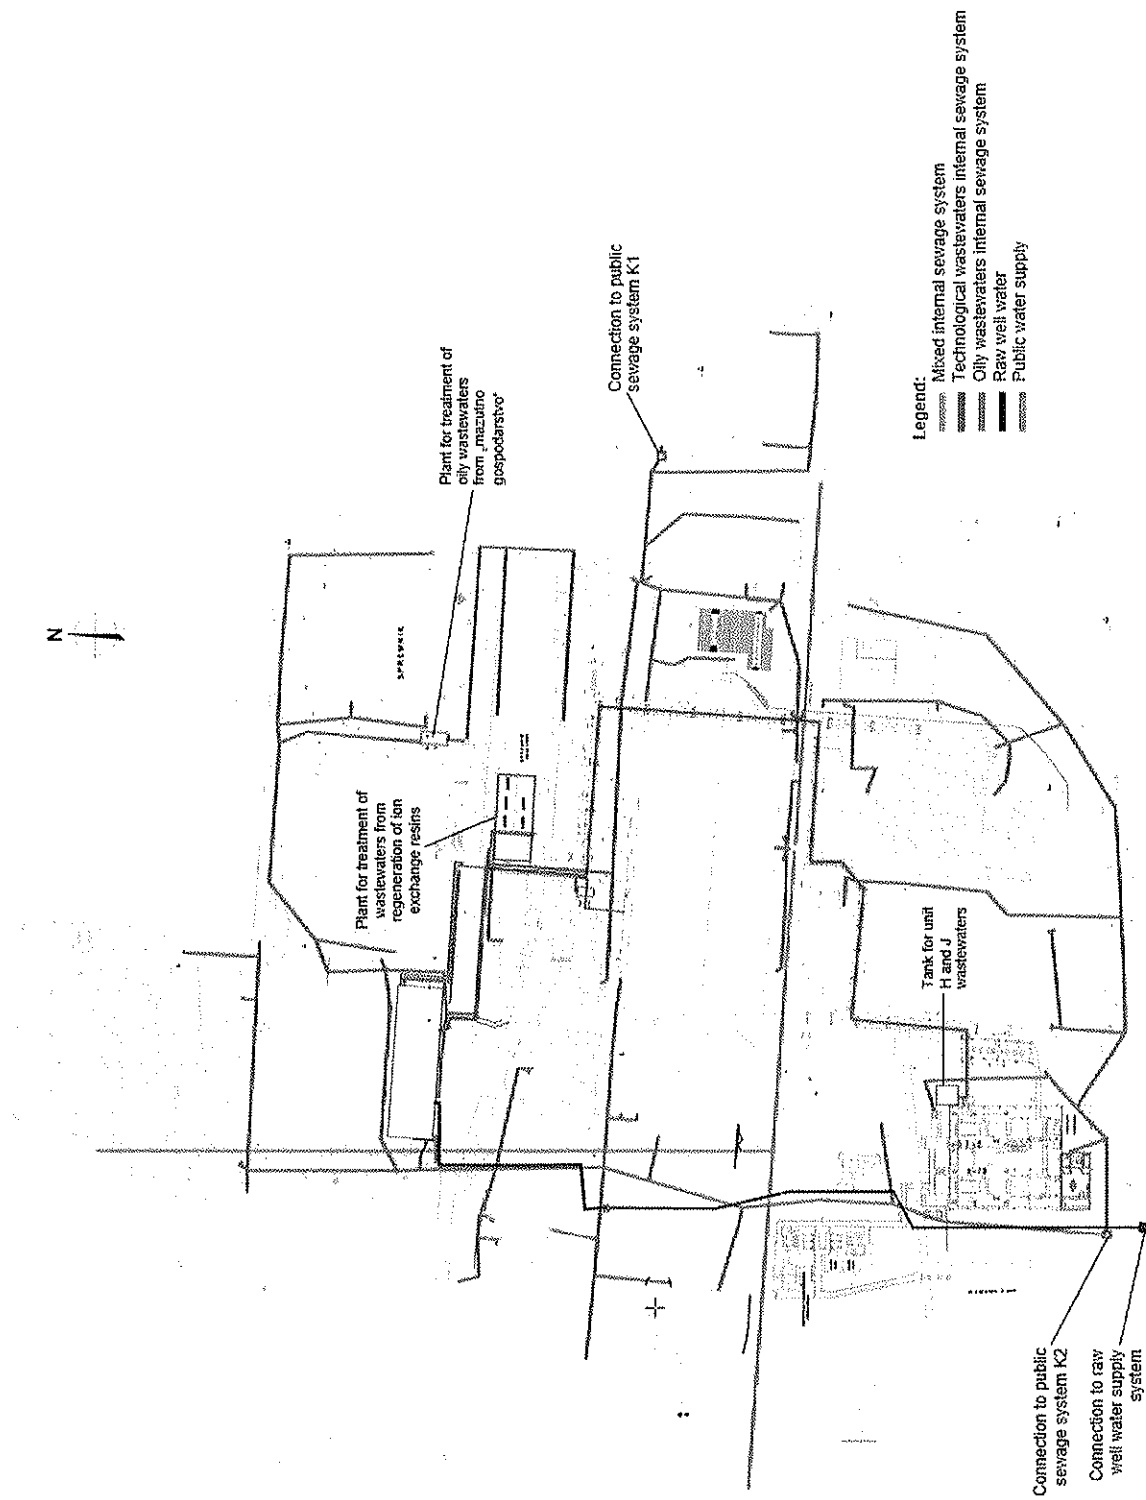 N
Plant for treatment of
oily wastewaters
from „mazutno
gospodarstvo"
Connection to public
sewage system K1
Plant for treatment of
wastewaters from
regeneration of ion
exchange resins
Tank for unit
H and J
wastewaters
Legend:
Mixed internal sewage system
Technological wastewaters internal sewage system
Oily wastewaters internal sewage system
Raw well water
Public water supply
Connection to public
sewage system K2
Connection to raw
well water supply
system